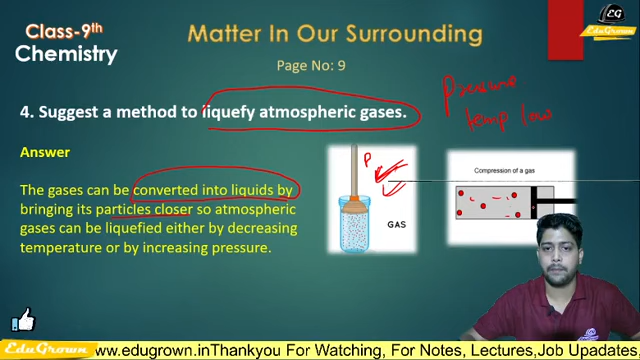 Class-9th
Chemistry
Matter In Our Surrounding
Page No: 9
EG
EduGrown
4. Suggest a method to liquefy atmospheric gases.
Pressure
temp low
Answer
The gases can be converted into liquids by
bringing its particles closer so atmospheric
gases can be liquefied either by decreasing
temperature or by increasing pressure.
P
GAS
Compression of a gas
EduGrown
ww.edugrown.inThankyou For Watching, For Notes, Lectures,Job Upadates,